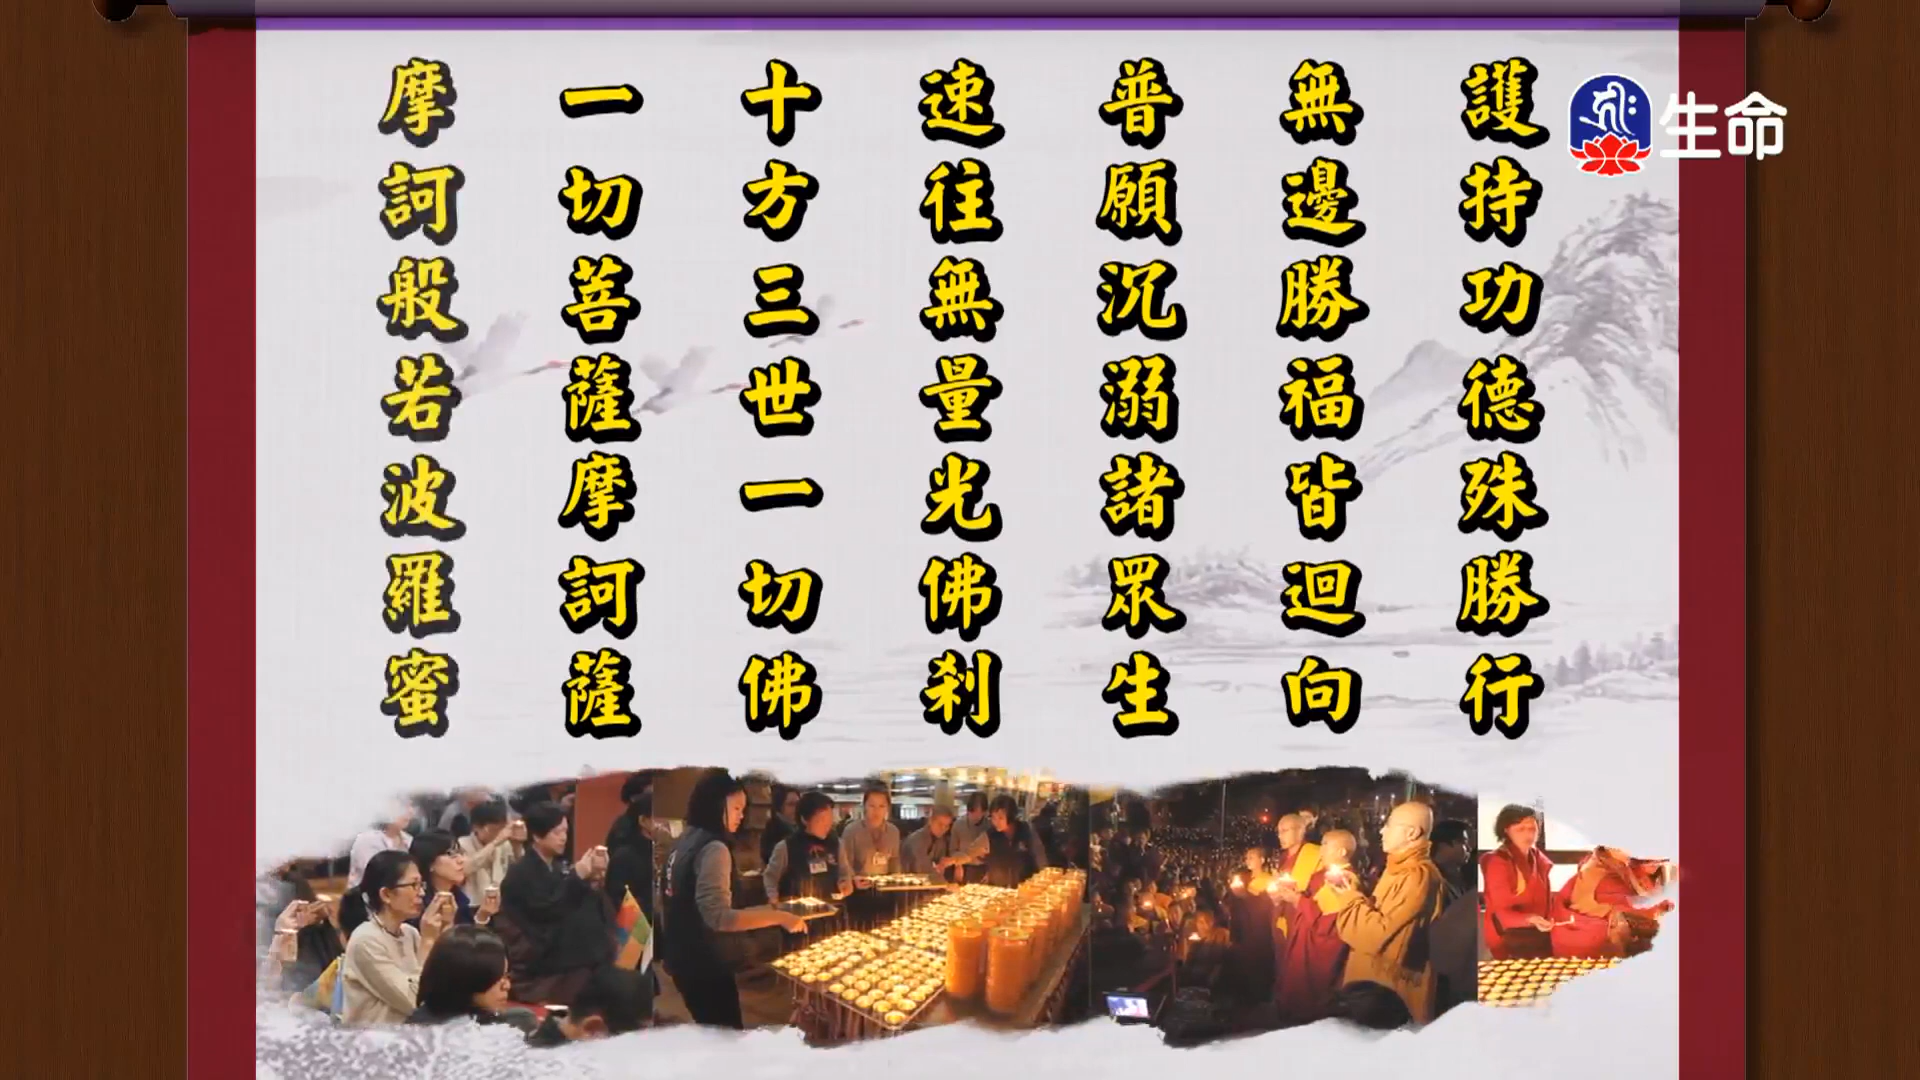 護持功德殊勝行
無邊勝福皆迴向
普願沉溺諸眾生
速往無量光佛剎
十方三世一切佛
一切菩薩摩訶薩
摩訶般若波羅蜜
生命